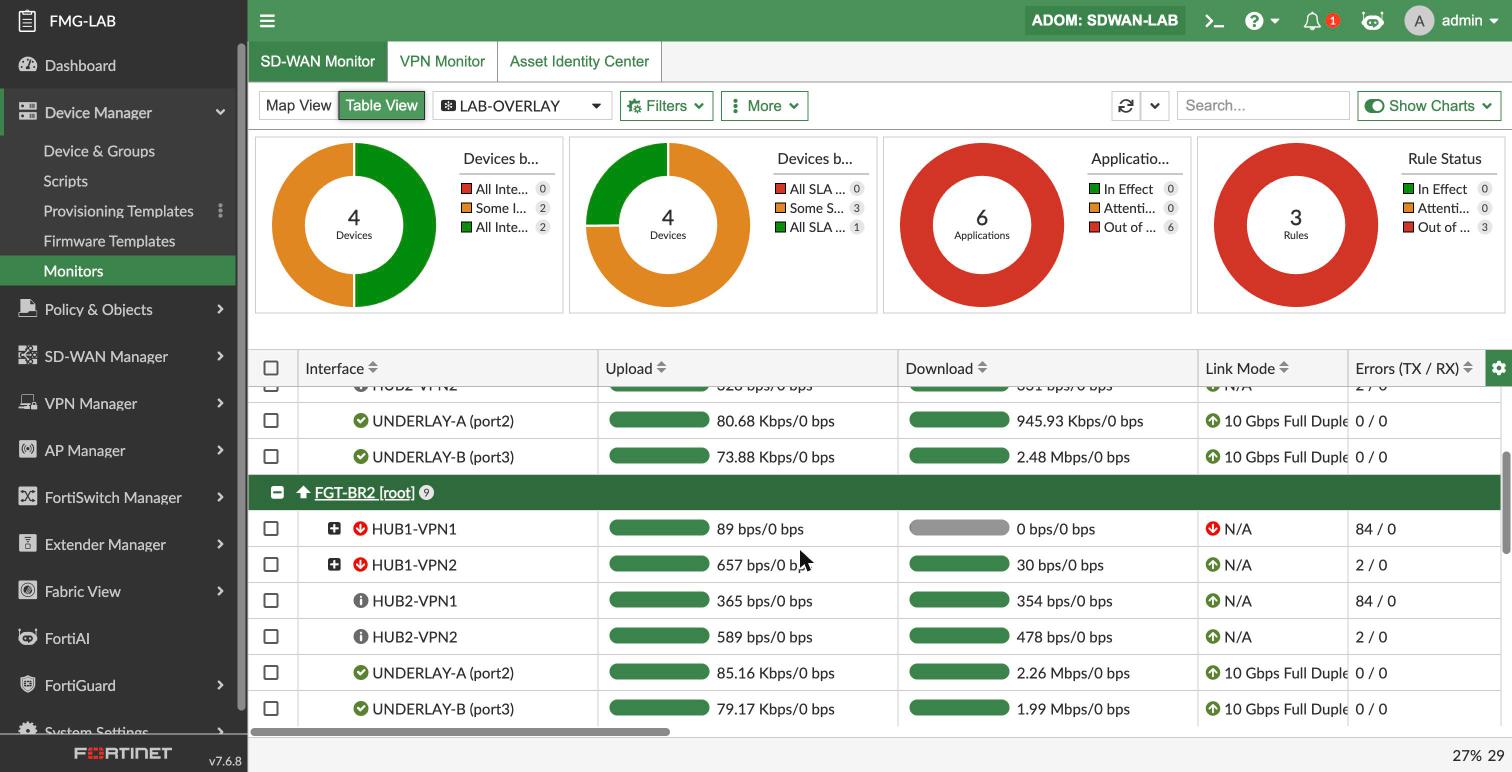 FMG-LAB
ADOM: SDWAN-LAB
1
A
admin
Dashboard
Device Manager
Device & Groups
Scripts
Provisioning Templates
Firmware Templates
Monitors
Policy & Objects
SD-WAN Manager
VPN Manager
AP Manager
FortiSwitch Manager
Extender Manager
Fabric View
FortiAI
FortiGuard
System Settings
FORTINET
v7.6.8
SD-WAN Monitor VPN Monitor Asset Identity Center
Map View Table View LAB-OVERLAY Filters More Search... Show Charts
4
Devices
Devices b...
All Inte... 0
Some I... 2
All Inte... 2
4
Devices
Devices b...
All SLA ... 0
Some S... 3
All SLA ... 1
6
Applications
Applicatio...
In Effect 0
Attenti... 0
Out of ... 6
3
Rules
Rule Status
In Effect 0
Attenti... 0
Out of ... 3
Interface Upload Download Link Mode Errors (TX / RX)
HUB2-VPN2 328 bps/0 bps 331 bps/0 bps N/A 2 / 0
UNDERLAY-A (port2) 80.68 Kbps/0 bps 945.93 Kbps/0 bps 10 Gbps Full Duple 0 / 0
UNDERLAY-B (port3) 73.88 Kbps/0 bps 2.48 Mbps/0 bps 10 Gbps Full Duple 0 / 0
FGT-BR2 [root] 9
HUB1-VPN1 89 bps/0 bps 0 bps/0 bps N/A 84 / 0
HUB1-VPN2 657 bps/0 bps 30 bps/0 bps N/A 2 / 0
HUB2-VPN1 365 bps/0 bps 354 bps/0 bps N/A 84 / 0
HUB2-VPN2 589 bps/0 bps 478 bps/0 bps N/A 2 / 0
UNDERLAY-A (port2) 85.16 Kbps/0 bps 2.26 Mbps/0 bps 10 Gbps Full Duple 0 / 0
UNDERLAY-B (port3) 79.17 Kbps/0 bps 1.99 Mbps/0 bps 10 Gbps Full Duple 0 / 0
27% 29